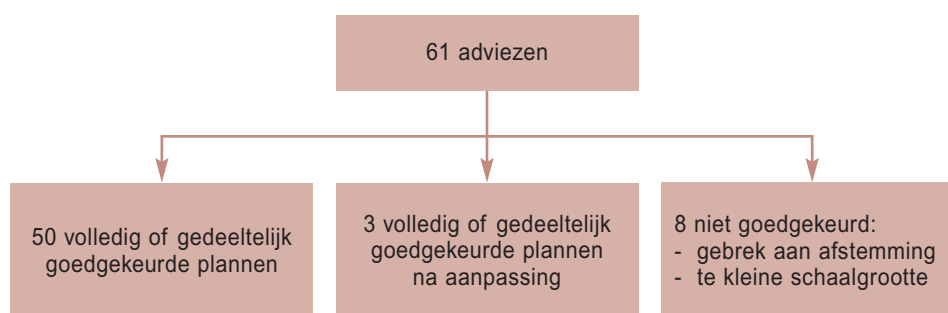 61 adviezen
50 volledig of gedeeltelijk
goedgekeurde plannen
3 volledig of gedeeltelijk
goedgekeurde plannen
na aanpassing
8 niet goedgekeurd:
- gebrek aan afstemming
- te kleine schaalgrootte